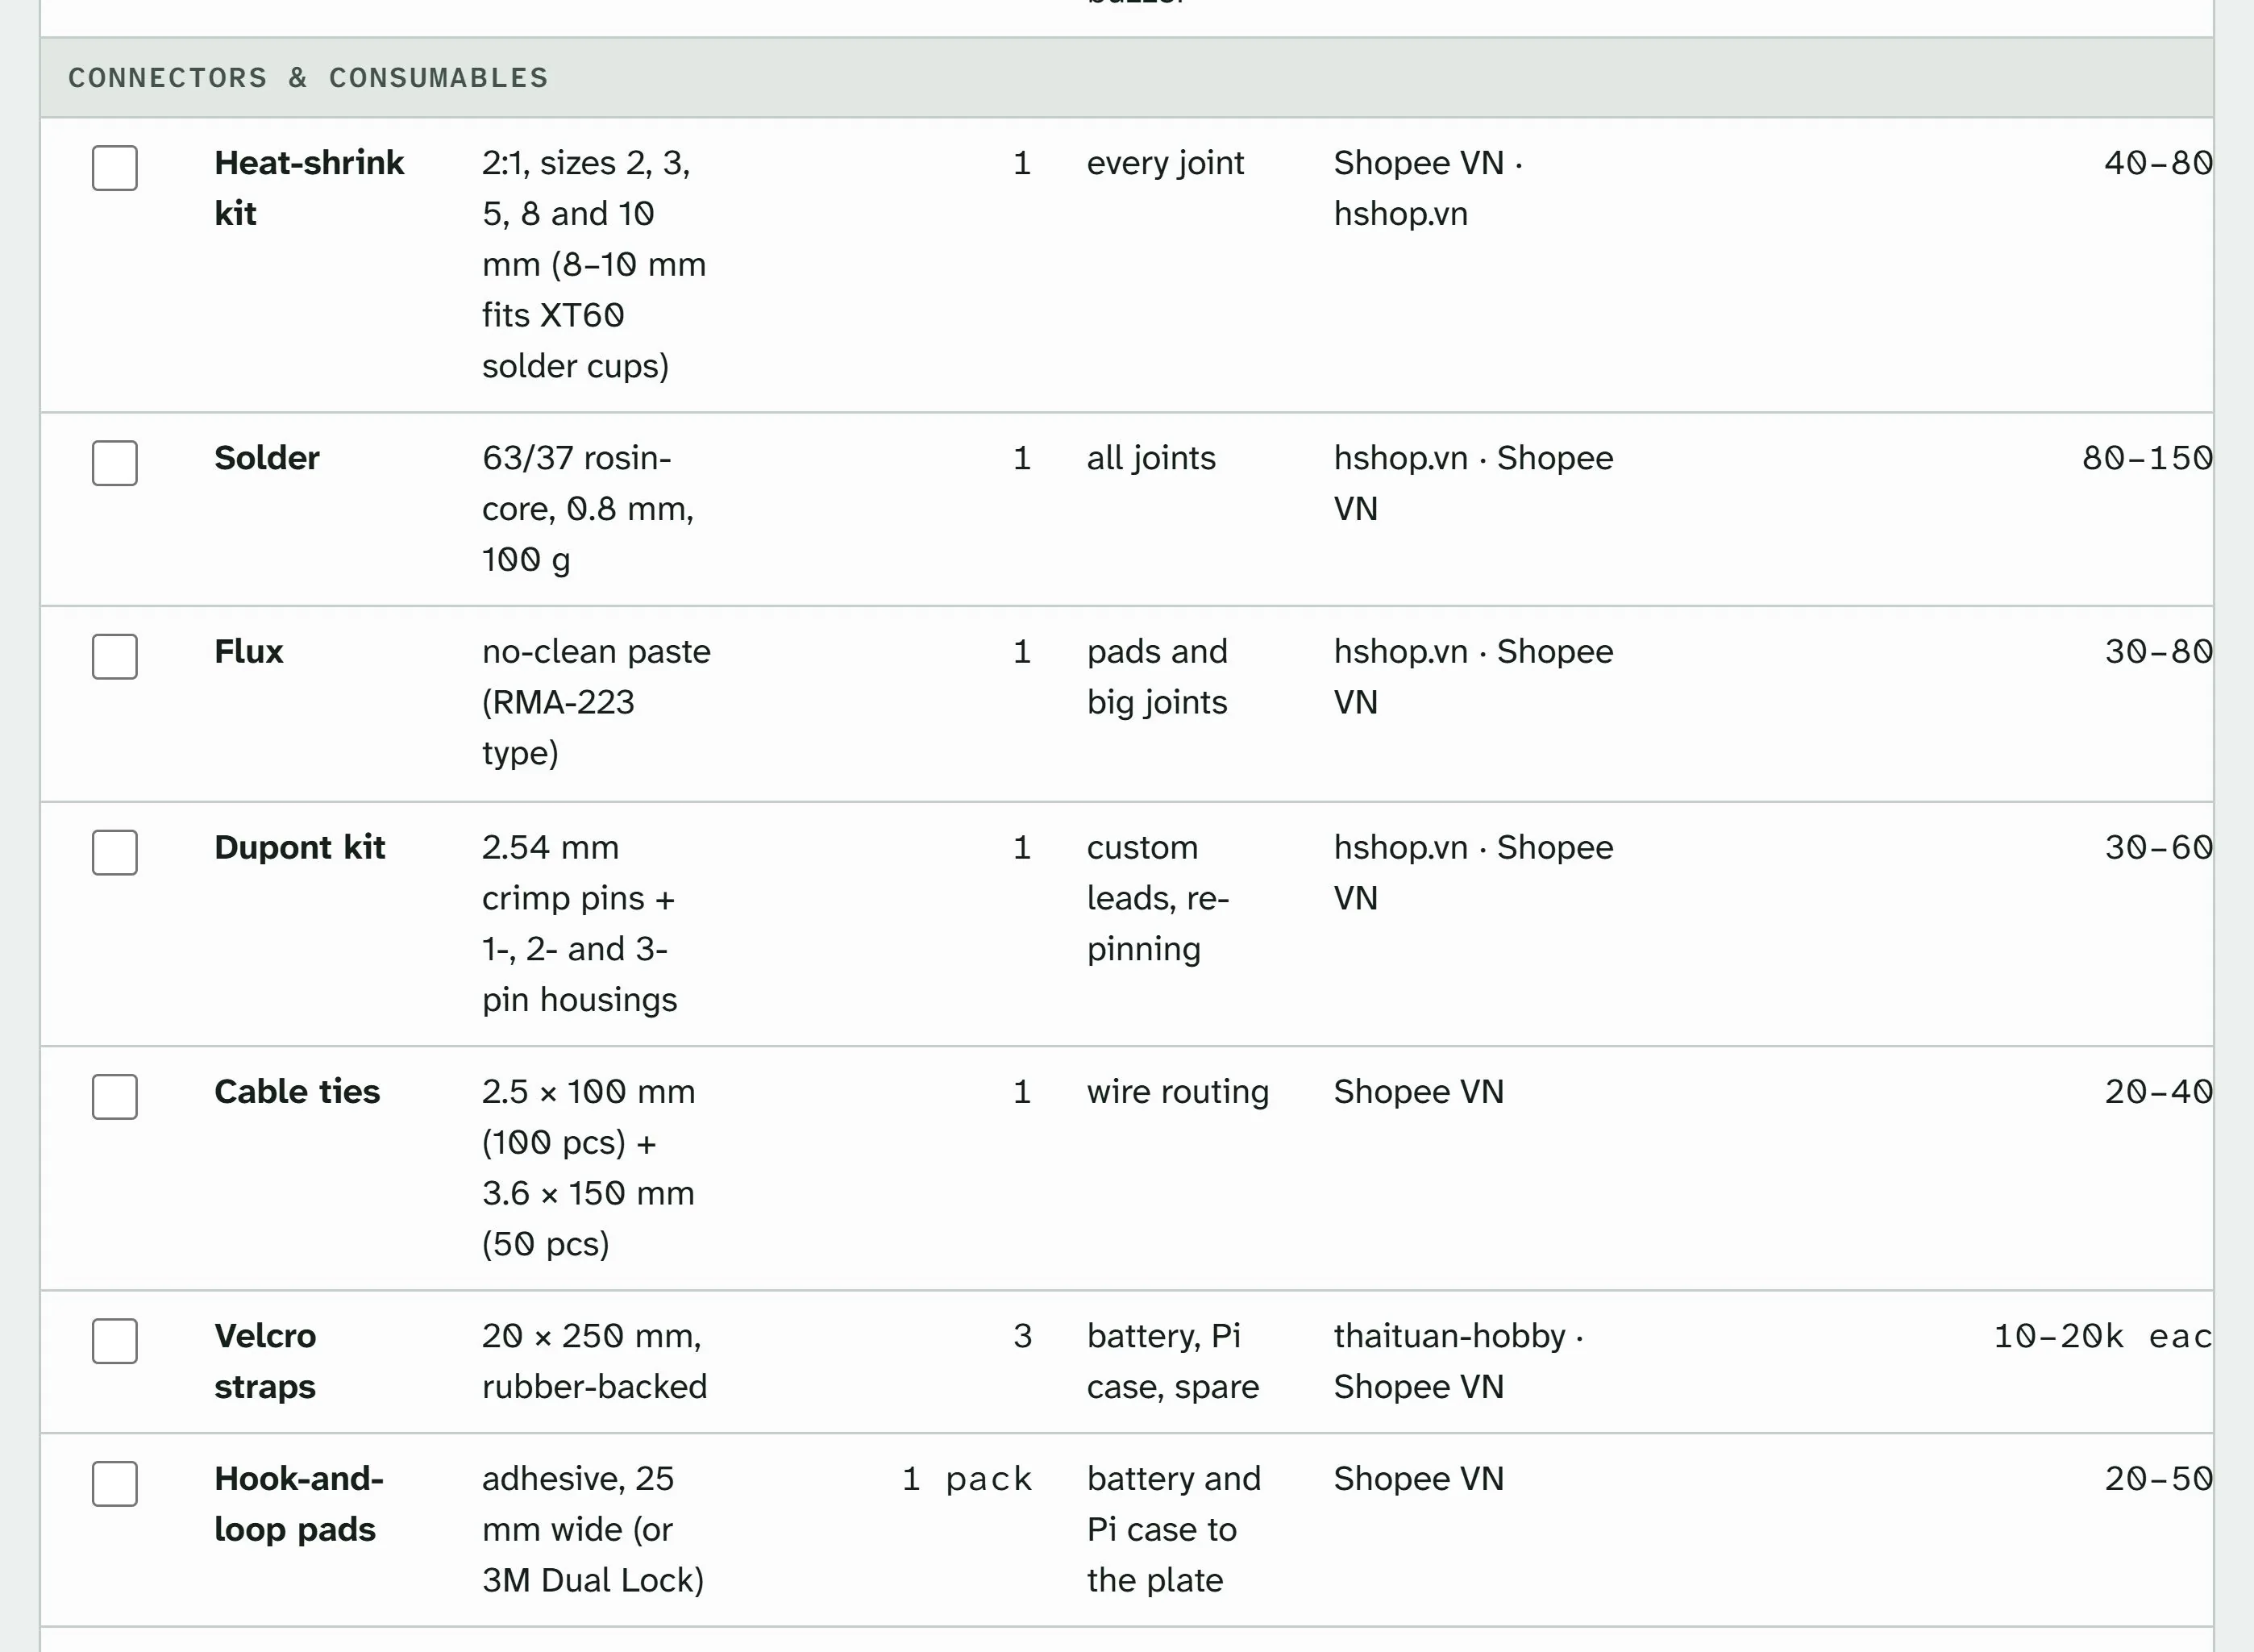 CONNECTORS & CONSUMABLES
Heat-shrink kit
2:1, sizes 2, 3, 5, 8 and 10 mm (8–10 mm fits XT60 solder cups)
1
every joint
Shopee VN · hshop.vn
40–80
Solder
63/37 rosin-core, 0.8 mm, 100 g
1
all joints
hshop.vn · Shopee VN
80–150
Flux
no-clean paste (RMA-223 type)
1
pads and big joints
hshop.vn · Shopee VN
30–80
Dupont kit
2.54 mm crimp pins + 1-, 2- and 3-pin housings
1
custom leads, re-pinning
hshop.vn · Shopee VN
30–60
Cable ties
2.5 × 100 mm (100 pcs) + 3.6 × 150 mm (50 pcs)
1
wire routing
Shopee VN
20–40
Velcro straps
20 × 250 mm, rubber-backed
3
battery, Pi case, spare
thaituan-hobby · Shopee VN
10–20k eac
Hook-and-loop pads
adhesive, 25 mm wide (or 3M Dual Lock)
1 pack
battery and Pi case to the plate
Shopee VN
20–50